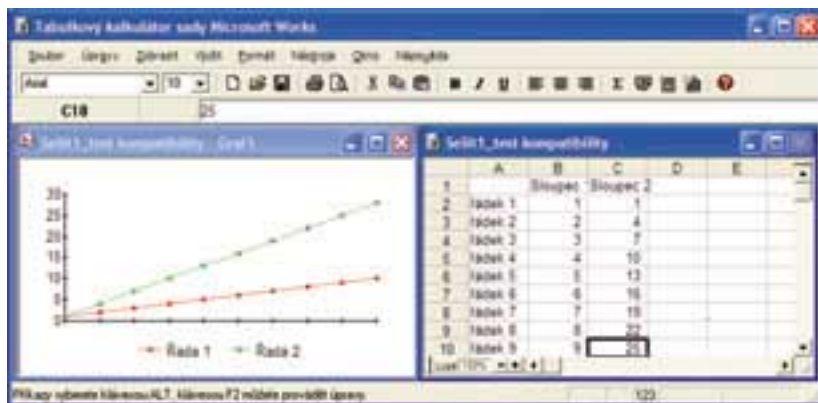 Tabulkový kalkulátor sady Microsoft Works
Soubor Úpravy Zobrazit Vložit Formát Nástroje Okno Nápověda
Arial 10
C10 25
Sešit1_test kompatibility - Graf1
30
25
20
15
10
5
0
Řada 1 Řada 2
Sešit1_test kompatibility
A B C D E
1 Sloupec Sloupec 2
2 řádek 1 1 1
3 řádek 2 2 4
4 řádek 3 3 7
5 řádek 4 4 10
6 řádek 5 5 13
7 řádek 6 6 16
8 řádek 7 7 19
9 řádek 8 8 22
10 řádek 9 9 25
100%
Příkazy vyberete klávesou ALT, klávesou F2 můžete provádět úpravy. 123